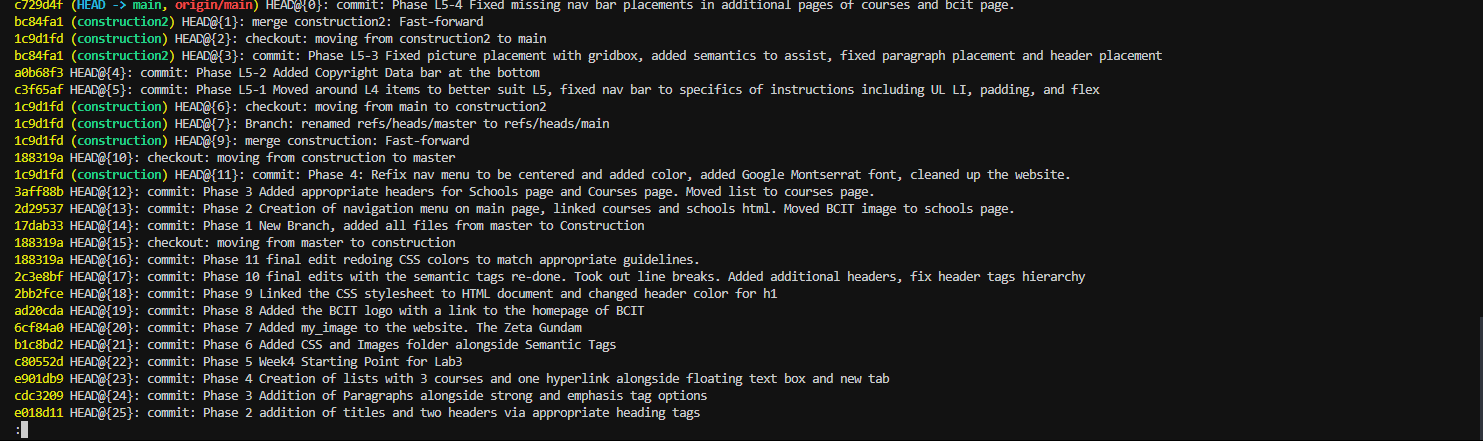 c729d4f (HEAD -> main, origin/main) HEAD@{0}: commit: Phase L5-4 Fixed missing nav bar placements in additional pages of courses and bcit page.
bc84fa1 (construction2) HEAD@{1}: merge construction2: Fast-forward
1c9d1fd (construction) HEAD@{2}: checkout: moving from construction2 to main
bc84fa1 (construction2) HEAD@{3}: commit: Phase L5-3 Fixed picture placement with gridbox, added semantics to assist, fixed paragraph placement and header placement
a0b68f3 HEAD@{4}: commit: Phase L5-2 Added Copyright Data bar at the bottom
c3f65af HEAD@{5}: commit: Phase L5-1 Moved around L4 items to better suit L5, fixed nav bar to specifics of instructions including UL LI, padding, and flex
1c9d1fd (construction) HEAD@{6}: checkout: moving from main to construction2
1c9d1fd (construction) HEAD@{7}: Branch: renamed refs/heads/master to refs/heads/main
1c9d1fd (construction) HEAD@{9}: merge construction: Fast-forward
188319a HEAD@{10}: checkout: moving from construction to master
1c9d1fd (construction) HEAD@{11}: commit: Phase 4: Refix nav menu to be centered and added color, added Google Montserrat font, cleaned up the website.
3aff88b HEAD@{12}: commit: Phase 3 Added appropriate headers for Schools page and Courses page. Moved list to courses page.
2d29537 HEAD@{13}: commit: Phase 2 Creation of navigation menu on main page, linked courses and schools html. Moved BCIT image to schools page.
17dab33 HEAD@{14}: commit: Phase 1 New Branch, added all files from master to Construction
188319a HEAD@{15}: checkout: moving from master to construction
188319a HEAD@{16}: commit: Phase 11 final edit redoing CSS colors to match appropriate guidelines.
2c3e8bf HEAD@{17}: commit: Phase 10 final edits with the semantic tags re-done. Took out line breaks. Added additional headers, fix header tags hierarchy
2bb2fce HEAD@{18}: commit: Phase 9 Linked the CSS stylesheet to HTML document and changed header color for h1
ad20cda HEAD@{19}: commit: Phase 8 Added the BCIT logo with a link to the homepage of BCIT
6cf84a0 HEAD@{20}: commit: Phase 7 Added my_image to the website. The Zeta Gundam
b1c8bd2 HEAD@{21}: commit: Phase 6 Added CSS and Images folder alongside Semantic Tags
c80552d HEAD@{22}: commit: Phase 5 Week4 Starting Point for Lab3
e901db9 HEAD@{23}: commit: Phase 4 Creation of lists with 3 courses and one hyperlink alongside floating text box and new tab
cdc3209 HEAD@{24}: commit: Phase 3 Addition of Paragraphs alongside strong and emphasis tag options
e018d11 HEAD@{25}: commit: Phase 2 addition of titles and two headers via appropriate heading tags
: